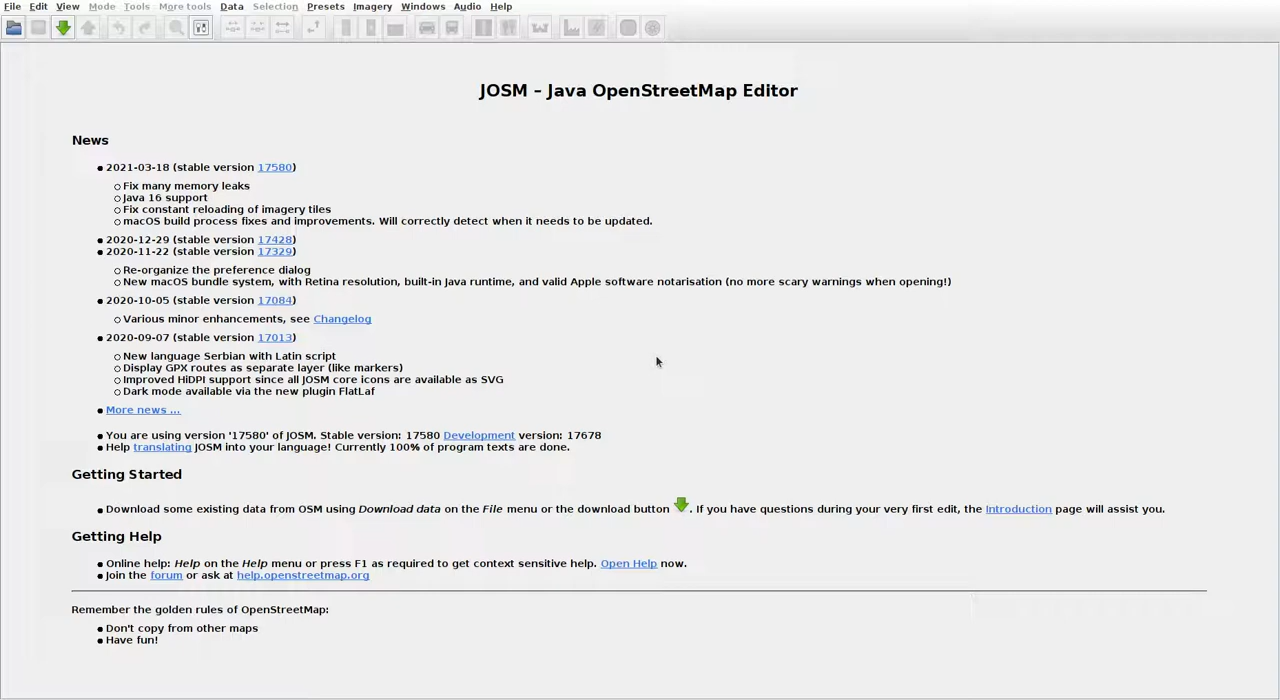 File Edit View Mode Tools More tools Data Selection Presets Imagery Windows Audio Help
JOSM – Java OpenStreetMap Editor
News
2021-03-18 (stable version 17580)
Fix many memory leaks
Java 16 support
Fix constant reloading of imagery tiles
macOS build process fixes and improvements. Will correctly detect when it needs to be updated.
2020-12-29 (stable version 17428)
2020-11-22 (stable version 17329)
Re-organize the preference dialog
New macOS bundle system, with Retina resolution, built-in Java runtime, and valid Apple software notarisation (no more scary warnings when opening!)
2020-10-05 (stable version 17084)
Various minor enhancements, see Changelog
2020-09-07 (stable version 17013)
New language Serbian with Latin script
Display GPX routes as separate layer (like markers)
Improved HiDPI support since all JOSM core icons are available as SVG
Dark mode available via the new plugin FlatLaf
More news ...
You are using version '17580' of JOSM. Stable version: 17580 Development version: 17678
Help translating JOSM into your language! Currently 100% of program texts are done.
Getting Started
Download some existing data from OSM using Download data on the File menu or the download button . If you have questions during your very first edit, the Introduction page will assist you.
Getting Help
Online help: Help on the Help menu or press F1 as required to get context sensitive help. Open Help now.
Join the forum or ask at help.openstreetmap.org
Remember the golden rules of OpenStreetMap:
Don't copy from other maps
Have fun!